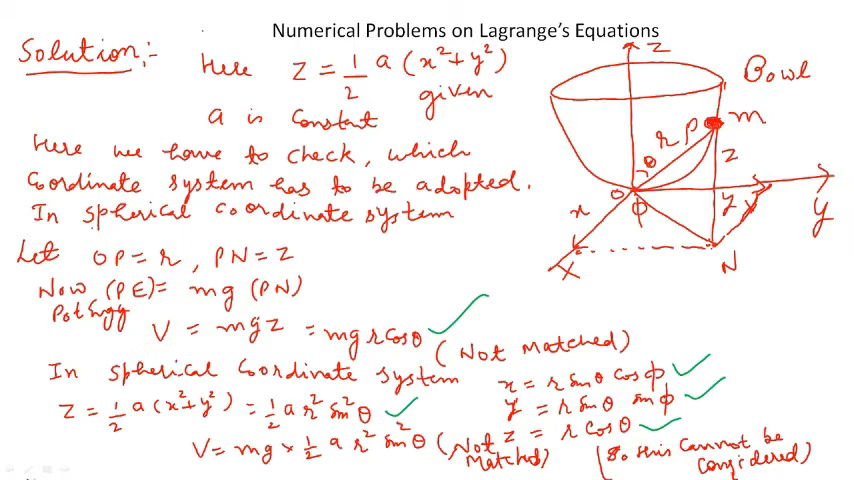 Numerical Problems on Lagrange's Equations
Solution:-
Here z = 1/2 a (x² + y²)
given
a is constant
Here we have to check, which
Coordinate system has to be adopted.
In spherical coordinate system
Let OP = r, PN = z
Now (PE) = mg (PN)
Pot Engy
V = mgz = mg r cosθ
(Not Matched)
In spherical coordinate system
z = 1/2 a (x² + y²) = 1/2 a r² sin²θ
V = mg × 1/2 a r² sin²θ (Not Matched)
x = r sinθ cosϕ
y = r sinθ sinϕ
z = r cosθ
(So this cannot be
considered)
z
Bowl
P m
r
θ
z
O
ϕ
x
y
y
X
N